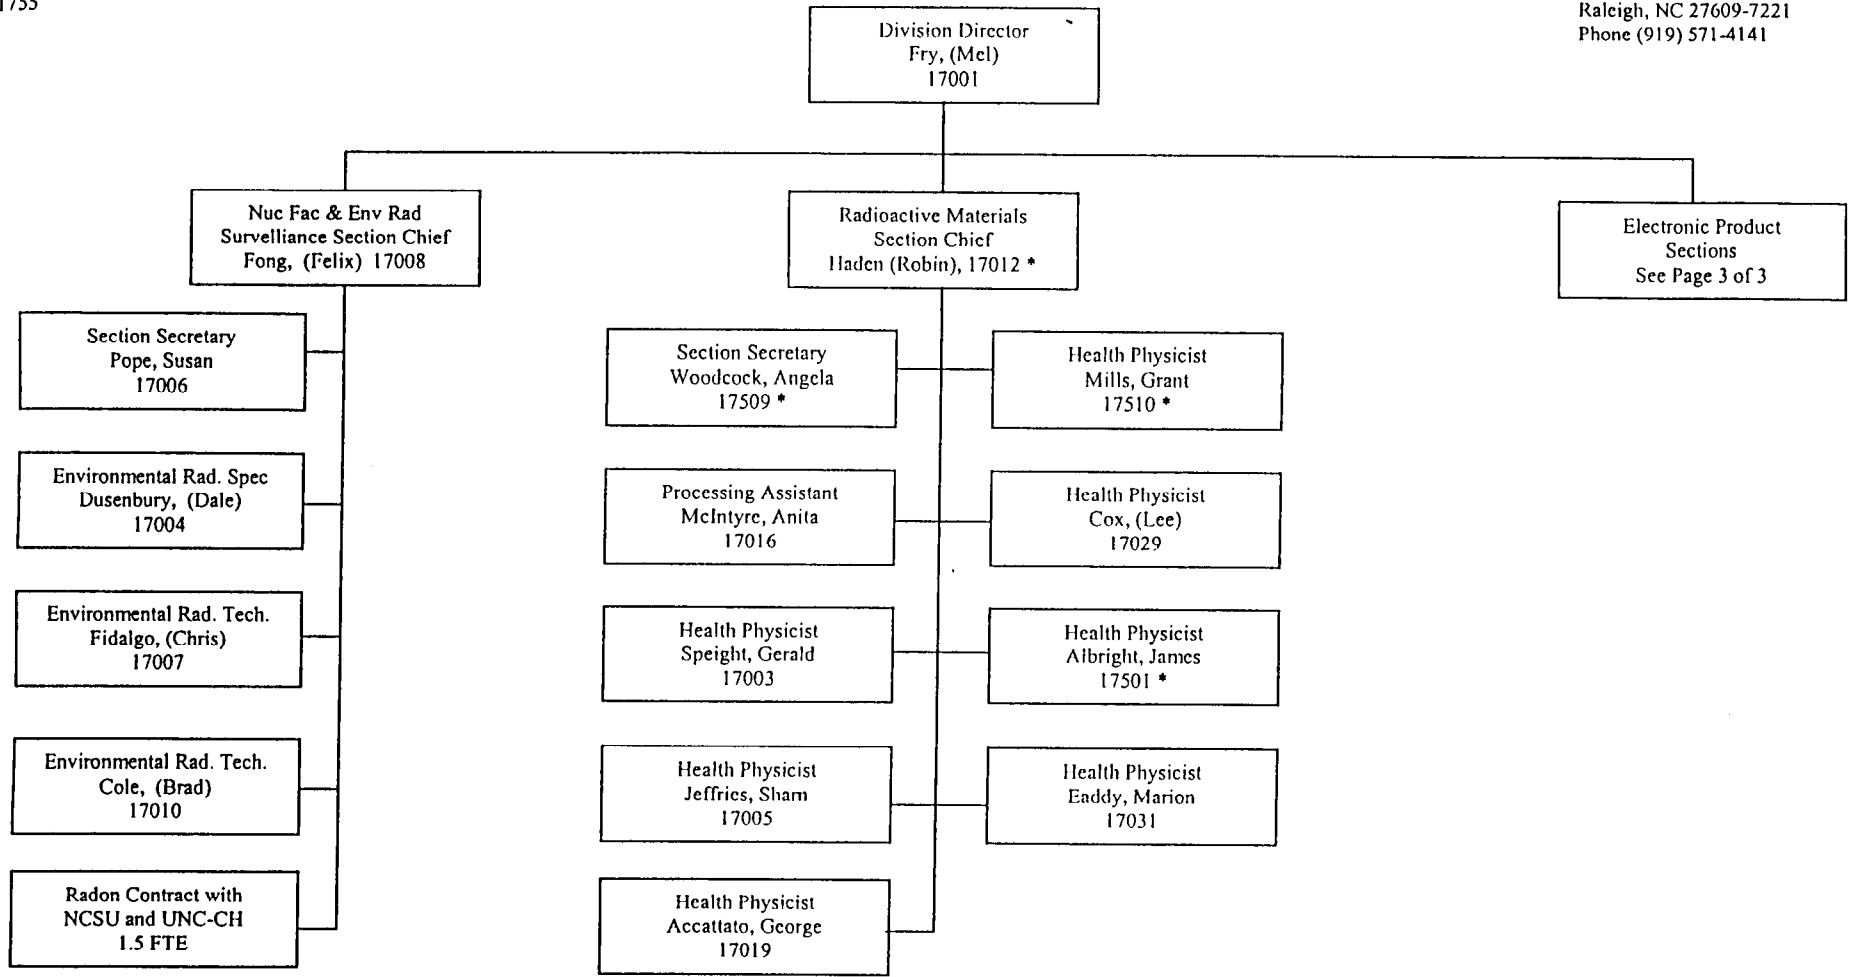 1755
Raleigh, NC 27609-7221
Phone (919) 571-4141
Division Director
Fry, (Mel)
17001
Nuc Fac & Env Rad
Survelliance Section Chief
Fong, (Felix) 17008
Radioactive Materials
Section Chief
Haden (Robin), 17012 *
Electronic Product
Sections
See Page 3 of 3
Section Secretary
Pope, Susan
17006
Environmental Rad. Spec
Dusenbury, (Dale)
17004
Environmental Rad. Tech.
Fidalgo, (Chris)
17007
Environmental Rad. Tech.
Cole, (Brad)
17010
Radon Contract with
NCSU and UNC-CH
1.5 FTE
Section Secretary
Woodcock, Angela
17509 *
Health Physicist
Mills, Grant
17510 *
Processing Assistant
McIntyre, Anita
17016
Health Physicist
Cox, (Lee)
17029
Health Physicist
Speight, Gerald
17003
Health Physicist
Albright, James
17501 *
Health Physicist
Jeffries, Sham
17005
Health Physicist
Eaddy, Marion
17031
Health Physicist
Accattato, George
17019